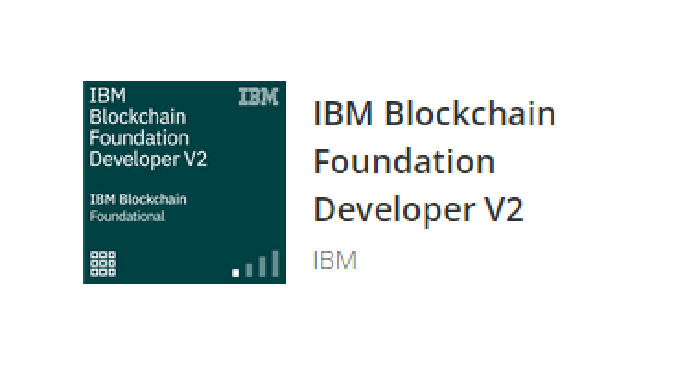 IBM
Blockchain
Foundation
Developer V2
IBM
IBM Blockchain
Foundational
IBM Blockchain
Foundation
Developer V2
IBM